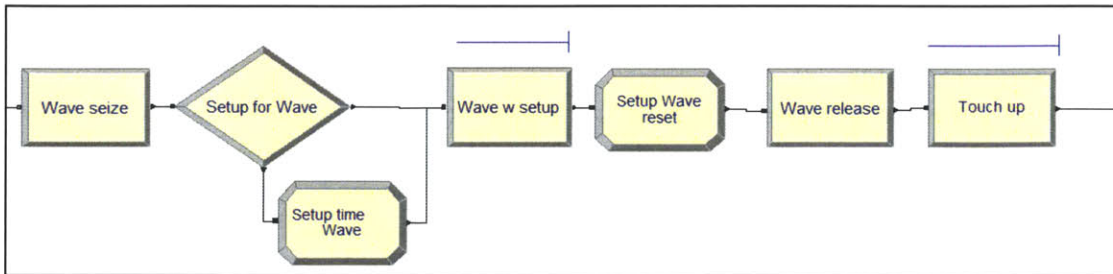 Wave seize
Setup for Wave
Setup time
Wave
Wave w setup
Setup Wave
reset
Wave release
Touch up